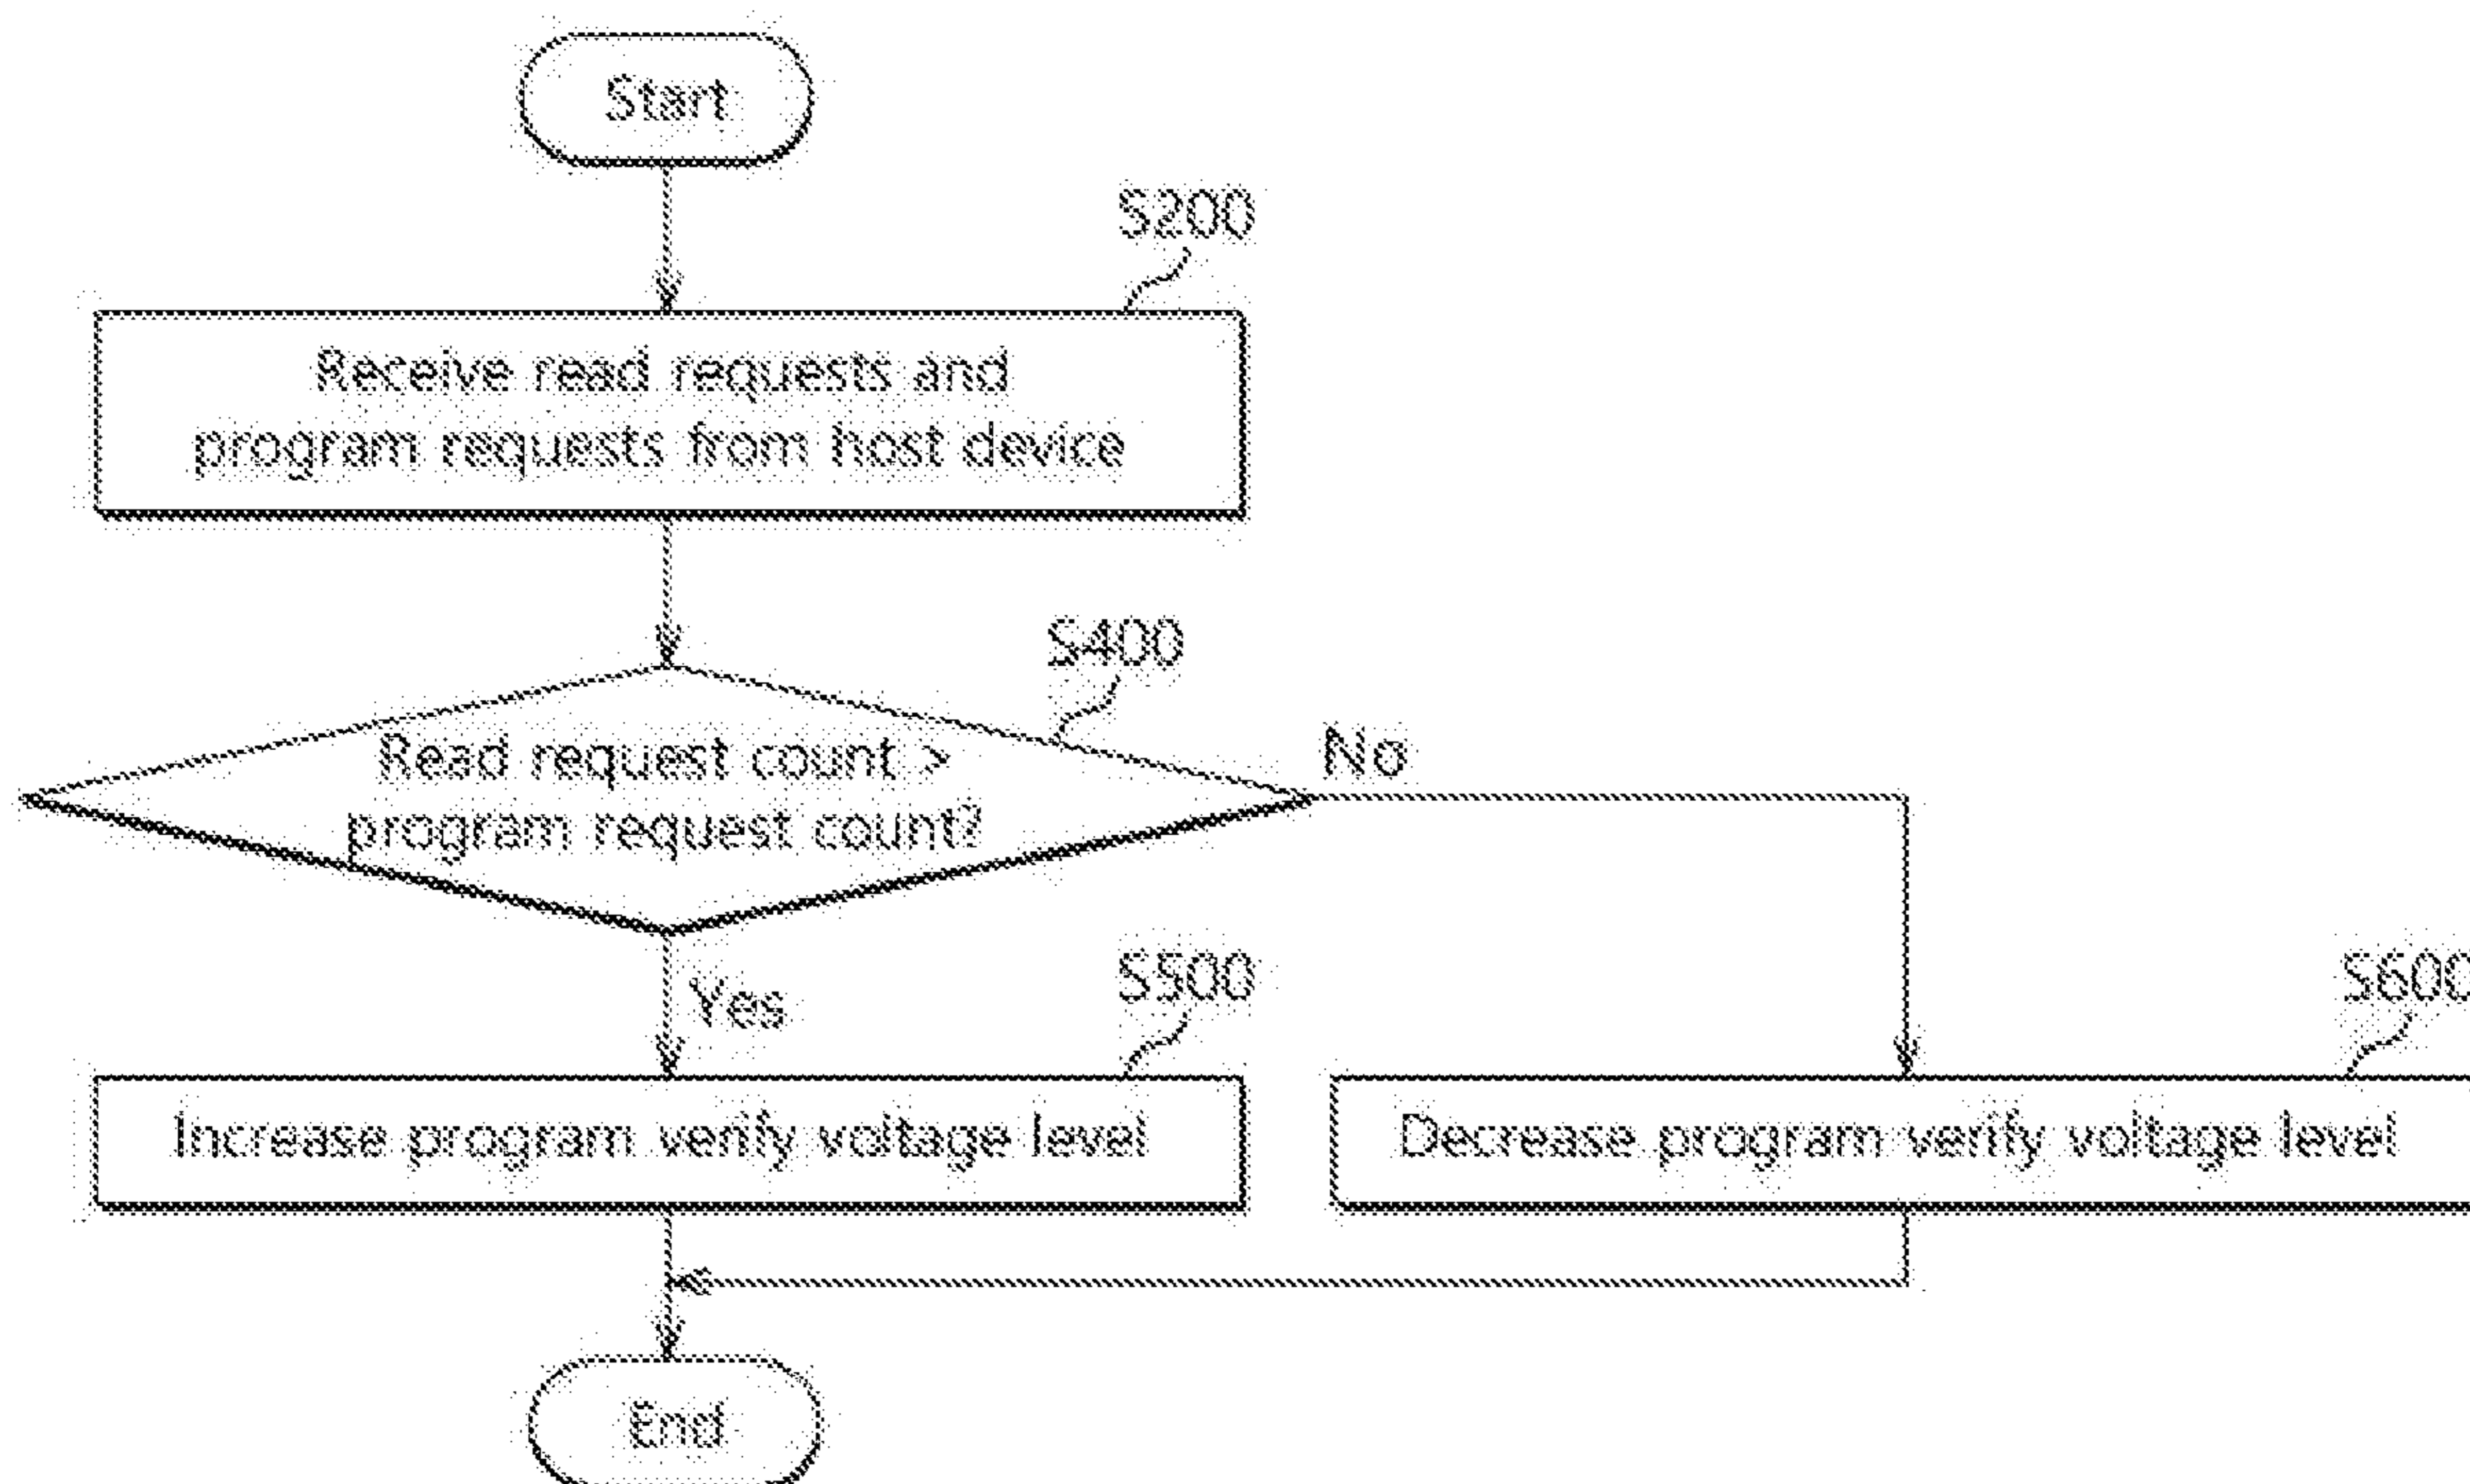 Start
S200
Receive read requests and
program requests from host device
S400
Read request count >
program request count?
No
Yes
S500
S600
Increase program verify voltage level
Decrease program verify voltage level
End